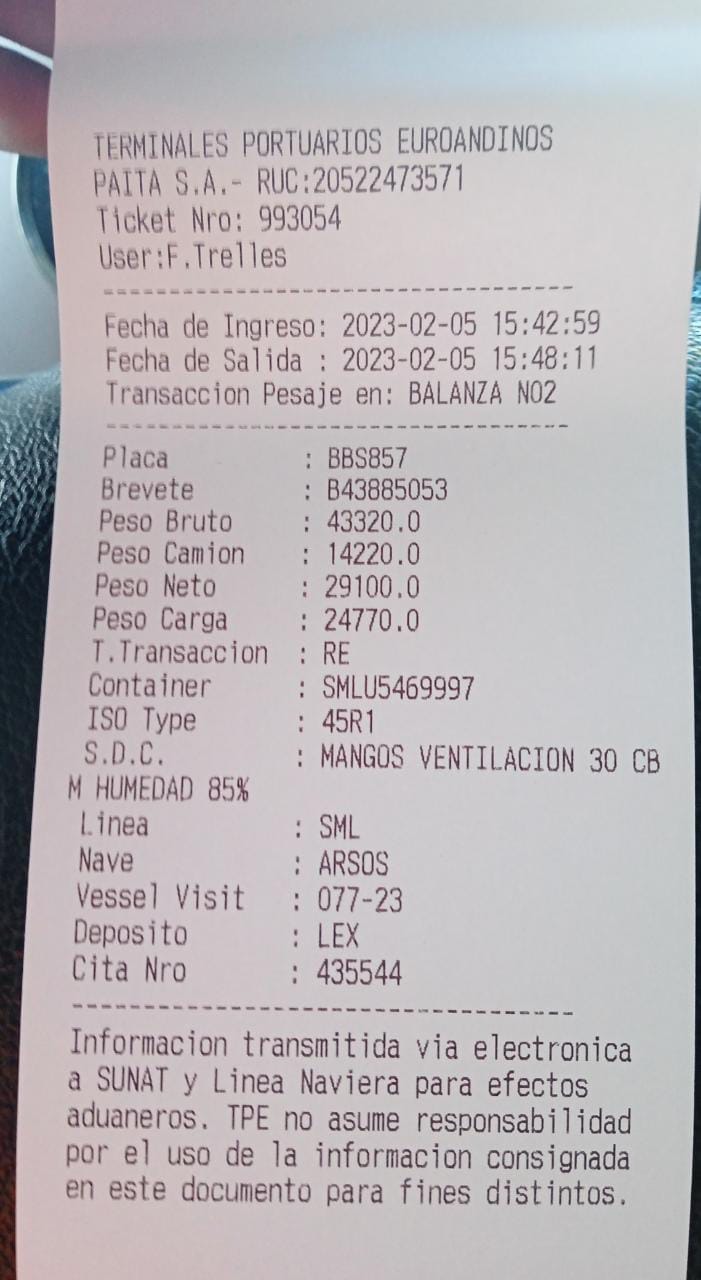 TERMINALES PORTUARIOS EUROANDINOS
PAITA S.A.- RUC:20522473571
Ticket Nro: 993054
User:F.Trelles
----------------------------------
Fecha de Ingreso: 2023-02-05 15:42:59
Fecha de Salida : 2023-02-05 15:48:11
Transaccion Pesaje en: BALANZA NO2
----------------------------------
Placa : BBS857
Brevete : B43885053
Peso Bruto : 43320.0
Peso Camion : 14220.0
Peso Neto : 29100.0
Peso Carga : 24770.0
T.Transaccion : RE
Container : SMLU5469997
ISO Type : 45R1
S.D.C. : MANGOS VENTILACION 30 CB
M HUMEDAD 85%
Linea : SML
Nave : ARSOS
Vessel Visit : 077-23
Deposito : LEX
Cita Nro : 435544
----------------------------------
Informacion transmitida via electronica
a SUNAT y Linea Naviera para efectos
aduaneros. TPE no asume responsabilidad
por el uso de la informacion consignada
en este documento para fines distintos.